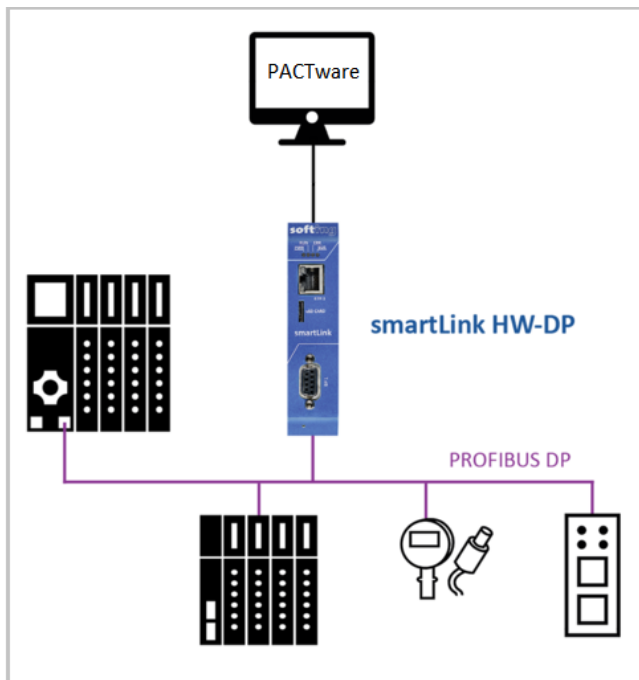 PACTware
softing
smartLink
smartLink HW-DP
PROFIBUS DP